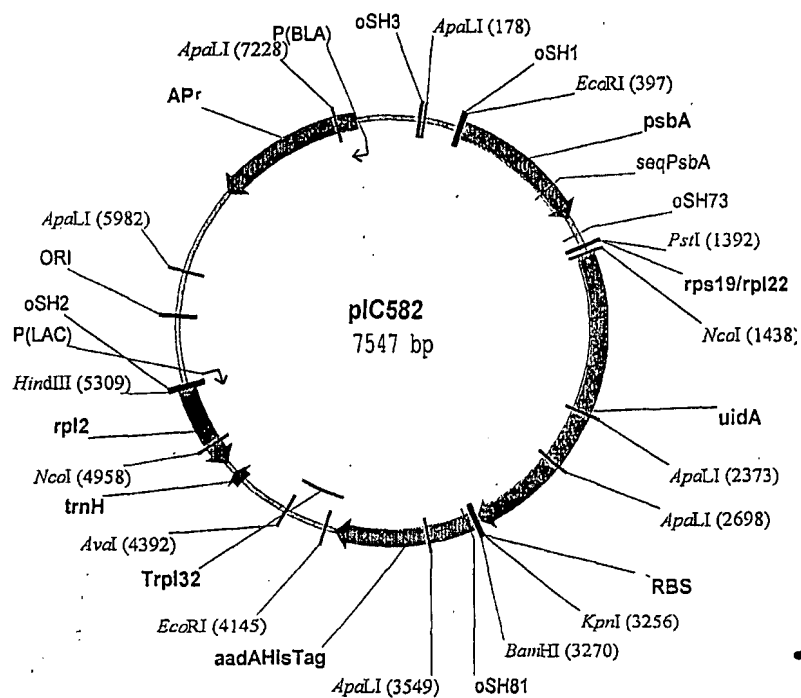 P(BLA)
oSH3
ApaLI (178)
oSH1
ApaLI (7228)
EcoRI (397)
APr
psbA
seqPsbA
oSH73
ApaLI (5982)
PstI (1392)
ORI
rps19/rpl22
oSH2
pIC582
P(LAC)
7547 bp
NcoI (1438)
HindIII (5309)
rpl2
uidA
NcoI (4958)
ApaLI (2373)
trnH
ApaLI (2698)
AvaI (4392)
Trpl32
RBS
EcoRI (4145)
KpnI (3256)
aadAHisTag
BamHI (3270)
ApaLI (3549)
oSH81